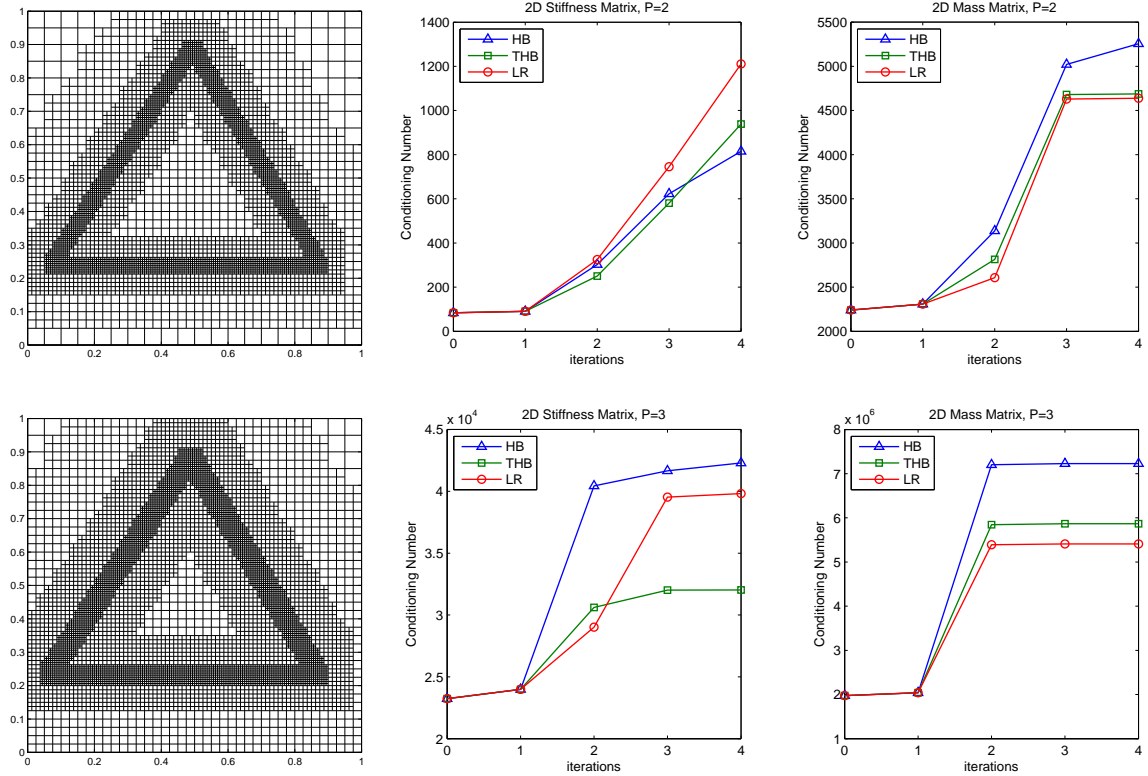 1
0.9
0.8
0.7
0.6
0.5
0.4
0.3
0.2
0.1
0
0 0.2 0.4 0.6 0.8 1
2D Stiffness Matrix, P=2
1400
1200
1000
800
600
400
200
0
Conditioning Number
HB
THB
LR
0 1 2 3 4
iterations
2D Mass Matrix, P=2
5500
5000
4500
4000
3500
3000
2500
2000
Conditioning Number
HB
THB
LR
0 1 2 3 4
iterations
1
0.9
0.8
0.7
0.6
0.5
0.4
0.3
0.2
0.1
0
0 0.2 0.4 0.6 0.8 1
2D Stiffness Matrix, P=3
x 10^4
4.5
4
3.5
3
2.5
2
Conditioning Number
HB
THB
LR
0 1 2 3 4
iterations
2D Mass Matrix, P=3
x 10^6
8
7
6
5
4
3
2
1
Conditioning Number
HB
THB
LR
0 1 2 3 4
iterations